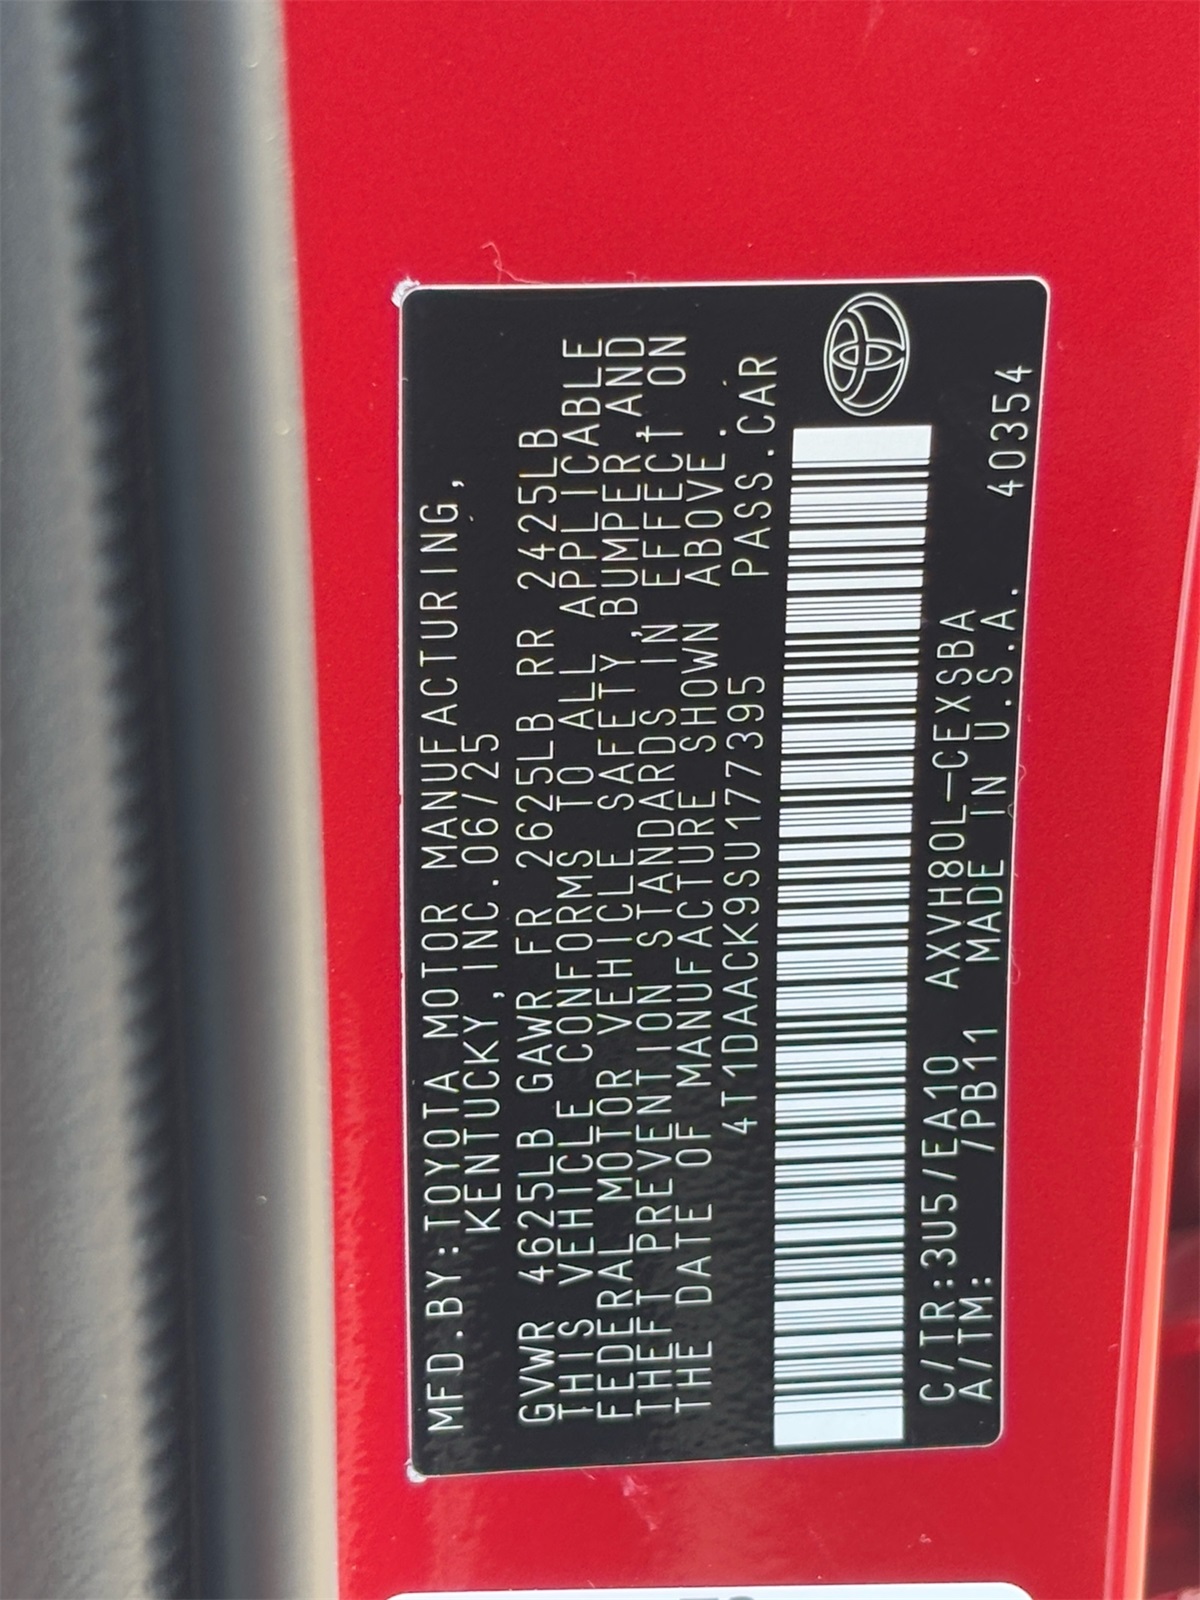 MFD.BY:TOYOTA MOTOR MANUFACTURING,
KENTUCKY,INC.06/25
GVWR 4625LB GAWR FR 2625LB RR 2425LB
THIS VEHICLE CONFORMS TO ALL APPLICABLE
FEDERAL MOTOR VEHICLE SAFETY,BUMPER,AND
THEFT PREVENTION STANDARDS IN EFFECT ON
THE DATE OF MANUFACTURE SHOWN ABOVE.
4T1DAACK9SU177395 PASS.CAR
C/TR:3U5/EA10 AXVH80L-CEXSBA
A/TM: /PB11 MADE IN U.S.A. 40354